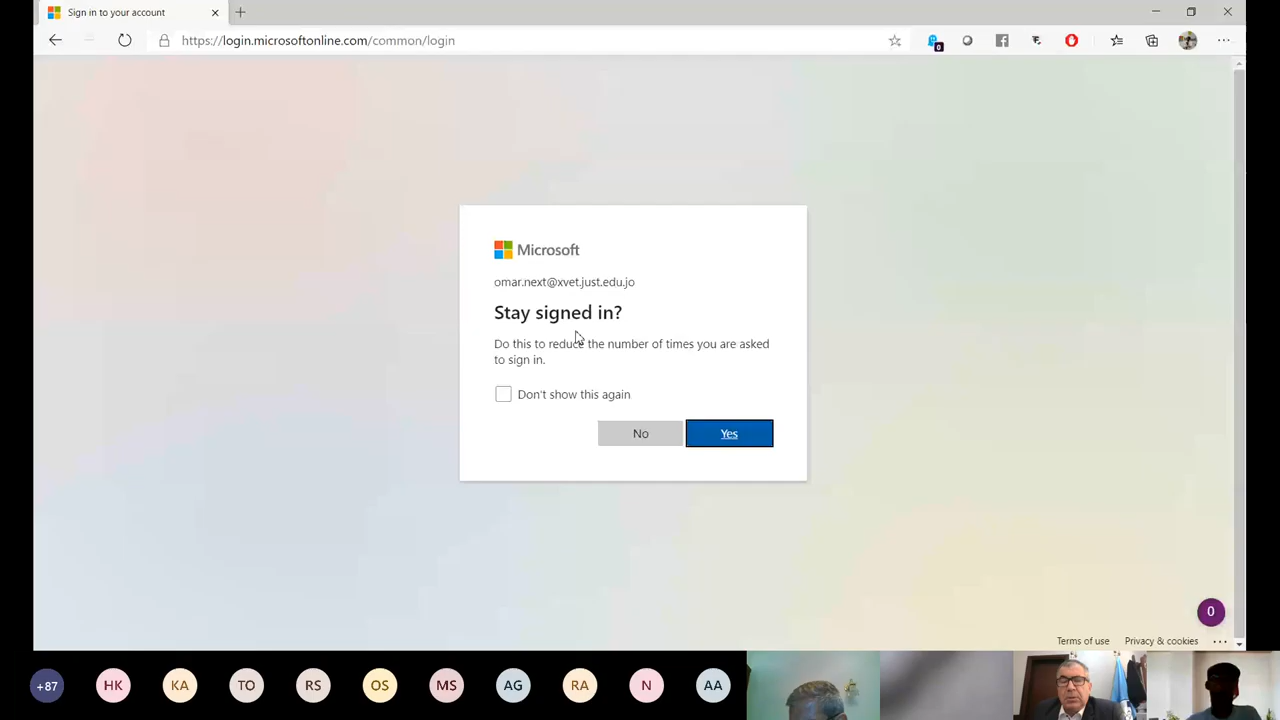 Sign in to your account
https://login.microsoftonline.com/common/login
0
Microsoft
omar.next@xvet.just.edu.jo
Stay signed in?
Do this to reduce the number of times you are asked
to sign in.
Don't show this again
No
Yes
0
Terms of use
Privacy & cookies
+87
HK
KA
TO
RS
OS
MS
AG
RA
N
AA